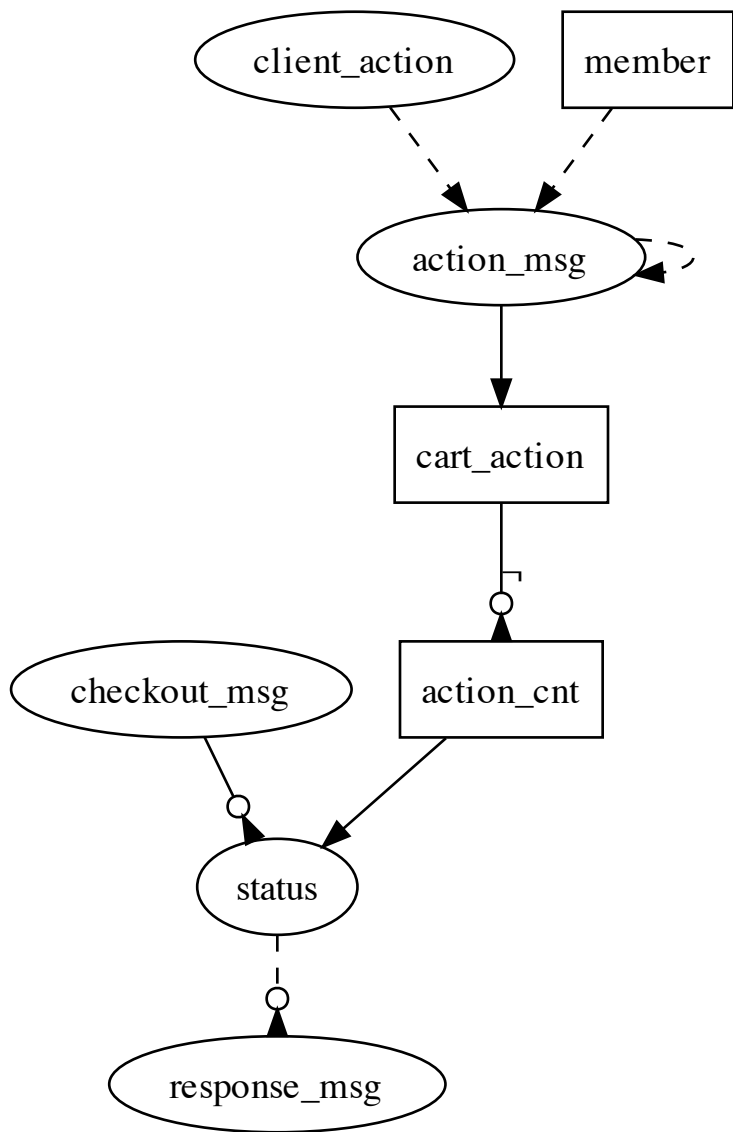 client_action
member
action_msg
cart_action
¬
action_cnt
checkout_msg
status
response_msg